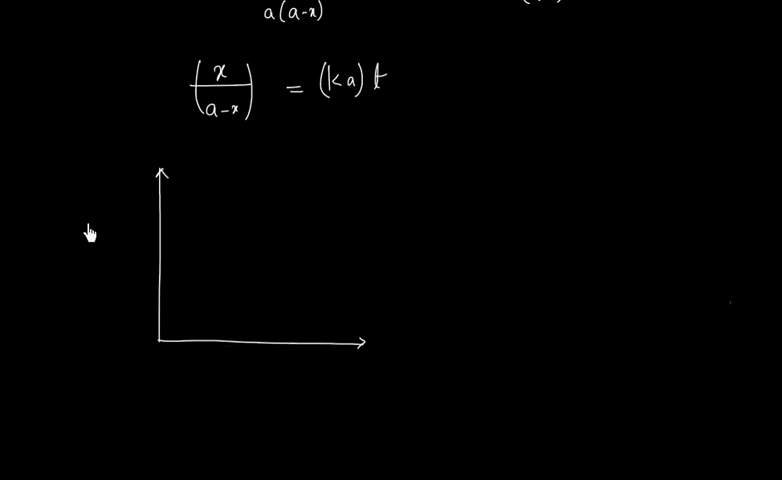 a(a-x)
(x/(a-x)) = (ka) t